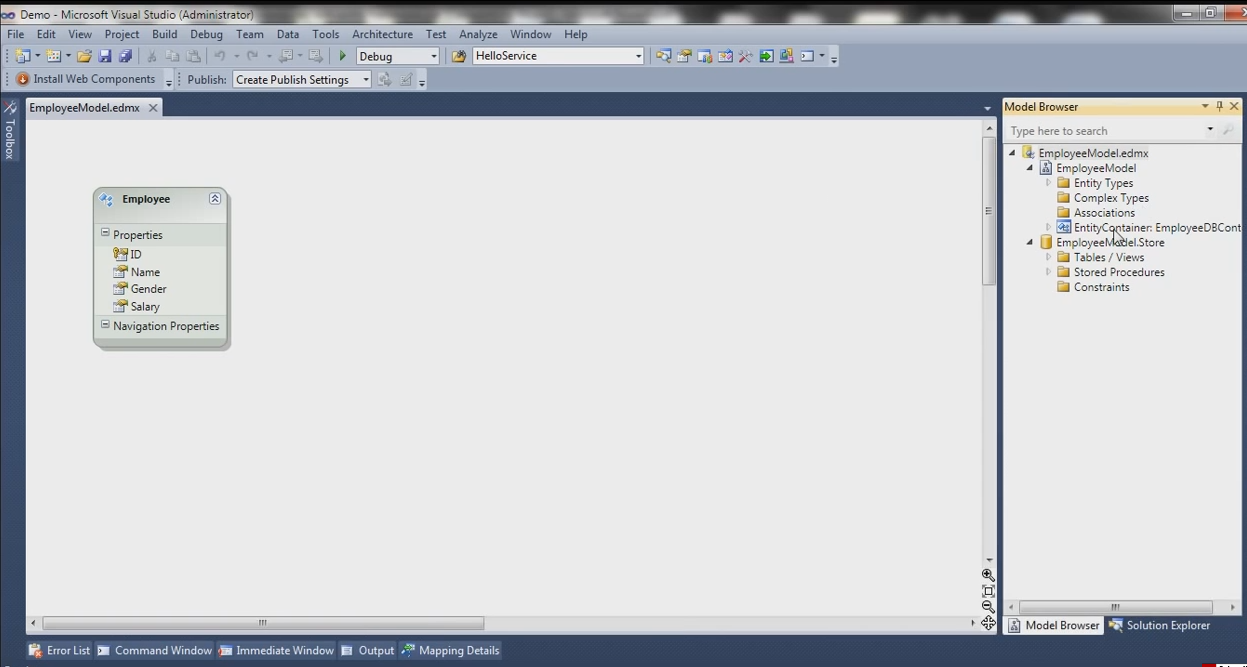 Demo - Microsoft Visual Studio (Administrator)
File Edit View Project Build Debug Team Data Tools Architecture Test Analyze Window Help
Debug HelloService
Install Web Components Publish: Create Publish Settings
EmployeeModel.edmx
Toolbox
Employee
Properties
ID
Name
Gender
Salary
Navigation Properties
Model Browser
Type here to search
EmployeeModel.edmx
EmployeeModel
Entity Types
Complex Types
Associations
EntityContainer: EmployeeDBCont
EmployeeModel.Store
Tables / Views
Stored Procedures
Constraints
Model Browser Solution Explorer
Error List Command Window Immediate Window Output Mapping Details